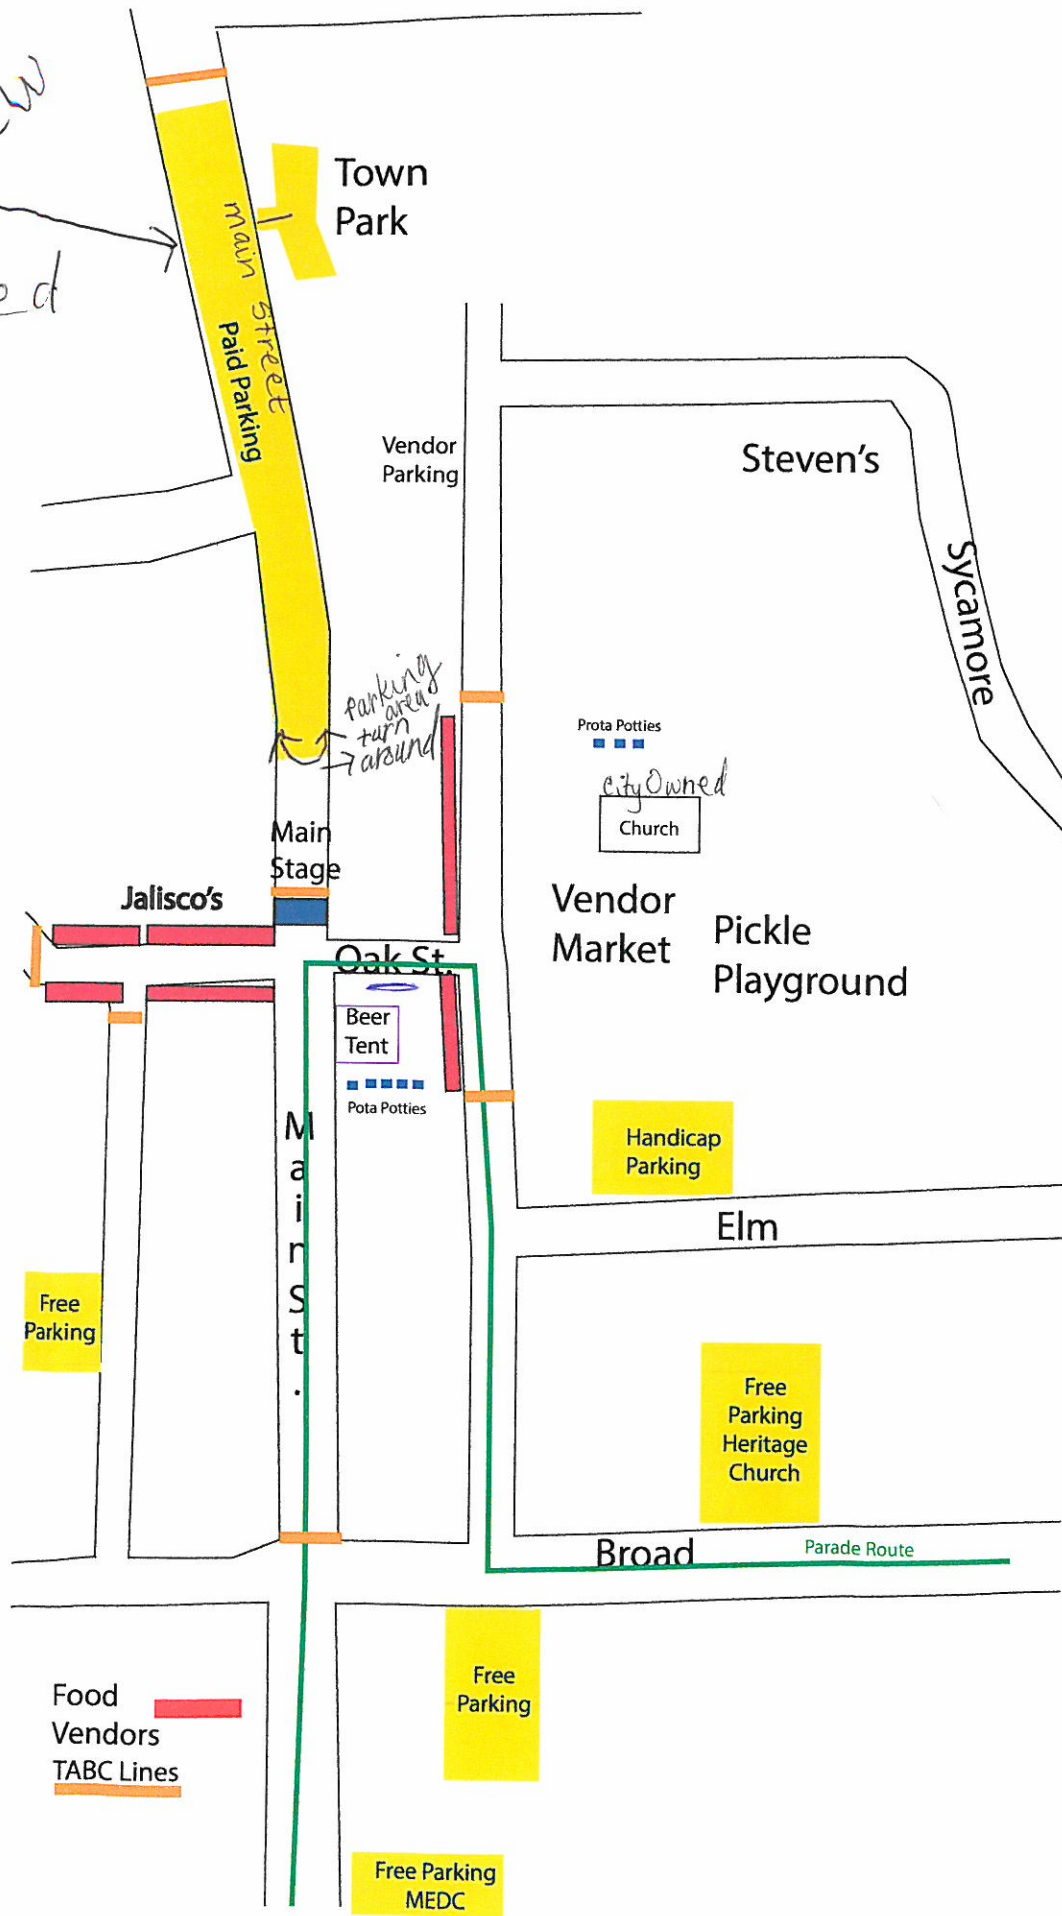 Town
Park
main street
Paid Parking
Vendor
Parking
Steven's
Sycamore
parking
area
turn
around
Prota Potties
city Owned
Church
Main
Stage
Jalisco's
Vendor
Market
Pickle
Playground
Oak St.
Beer
Tent
Pota Potties
Main St.
Handicap
Parking
Elm
Free
Parking
Free
Parking
Heritage
Church
Broad
Parade Route
Free
Parking
Food
Vendors
TABC Lines
Free Parking
MEDC